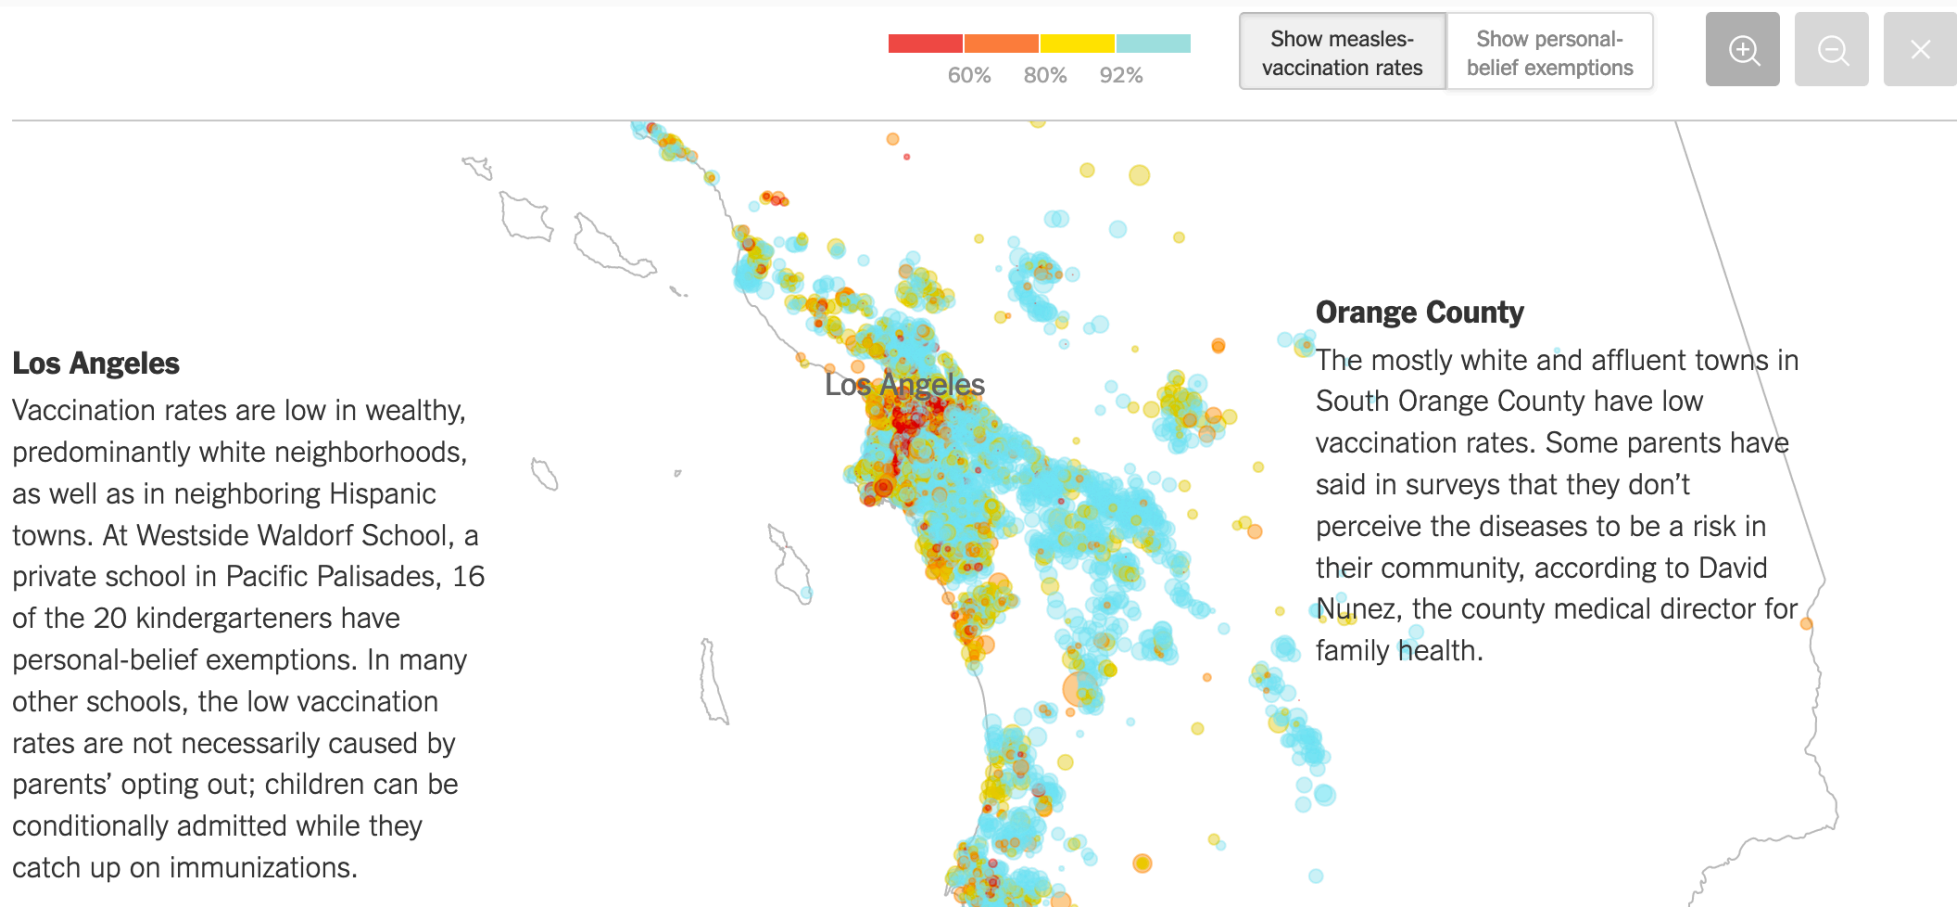 60% 80% 92%
Show measles-
vaccination rates
Show personal-
belief exemptions
Los Angeles
Vaccination rates are low in wealthy,
predominantly white neighborhoods,
as well as in neighboring Hispanic
towns. At Westside Waldorf School, a
private school in Pacific Palisades, 16
of the 20 kindergarteners have
personal-belief exemptions. In many
other schools, the low vaccination
rates are not necessarily caused by
parents’ opting out; children can be
conditionally admitted while they
catch up on immunizations.
Los Angeles
Orange County
The mostly white and affluent towns in
South Orange County have low
vaccination rates. Some parents have
said in surveys that they don’t
perceive the diseases to be a risk in
their community, according to David
Nunez, the county medical director for
family health.